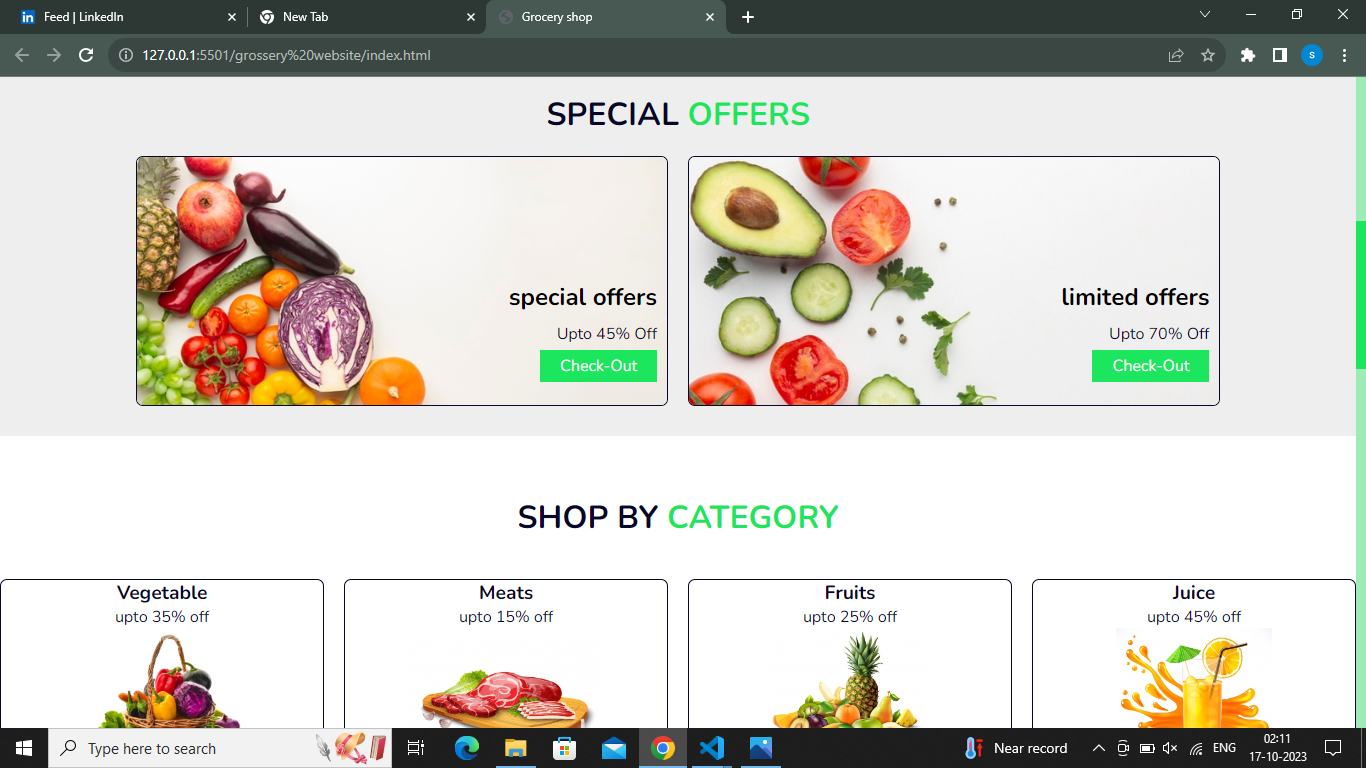 Feed | LinkedIn
New Tab
Grocery shop
127.0.0.1:5501/grossery%20website/index.html
S
SPECIAL OFFERS
special offers
Upto 45% Off
Check-Out
limited offers
Upto 70% Off
Check-Out
SHOP BY CATEGORY
Vegetable
upto 35% off
Meats
upto 15% off
Fruits
upto 25% off
Juice
upto 45% off
Type here to search
Near record
ENG
02:11
17-10-2023